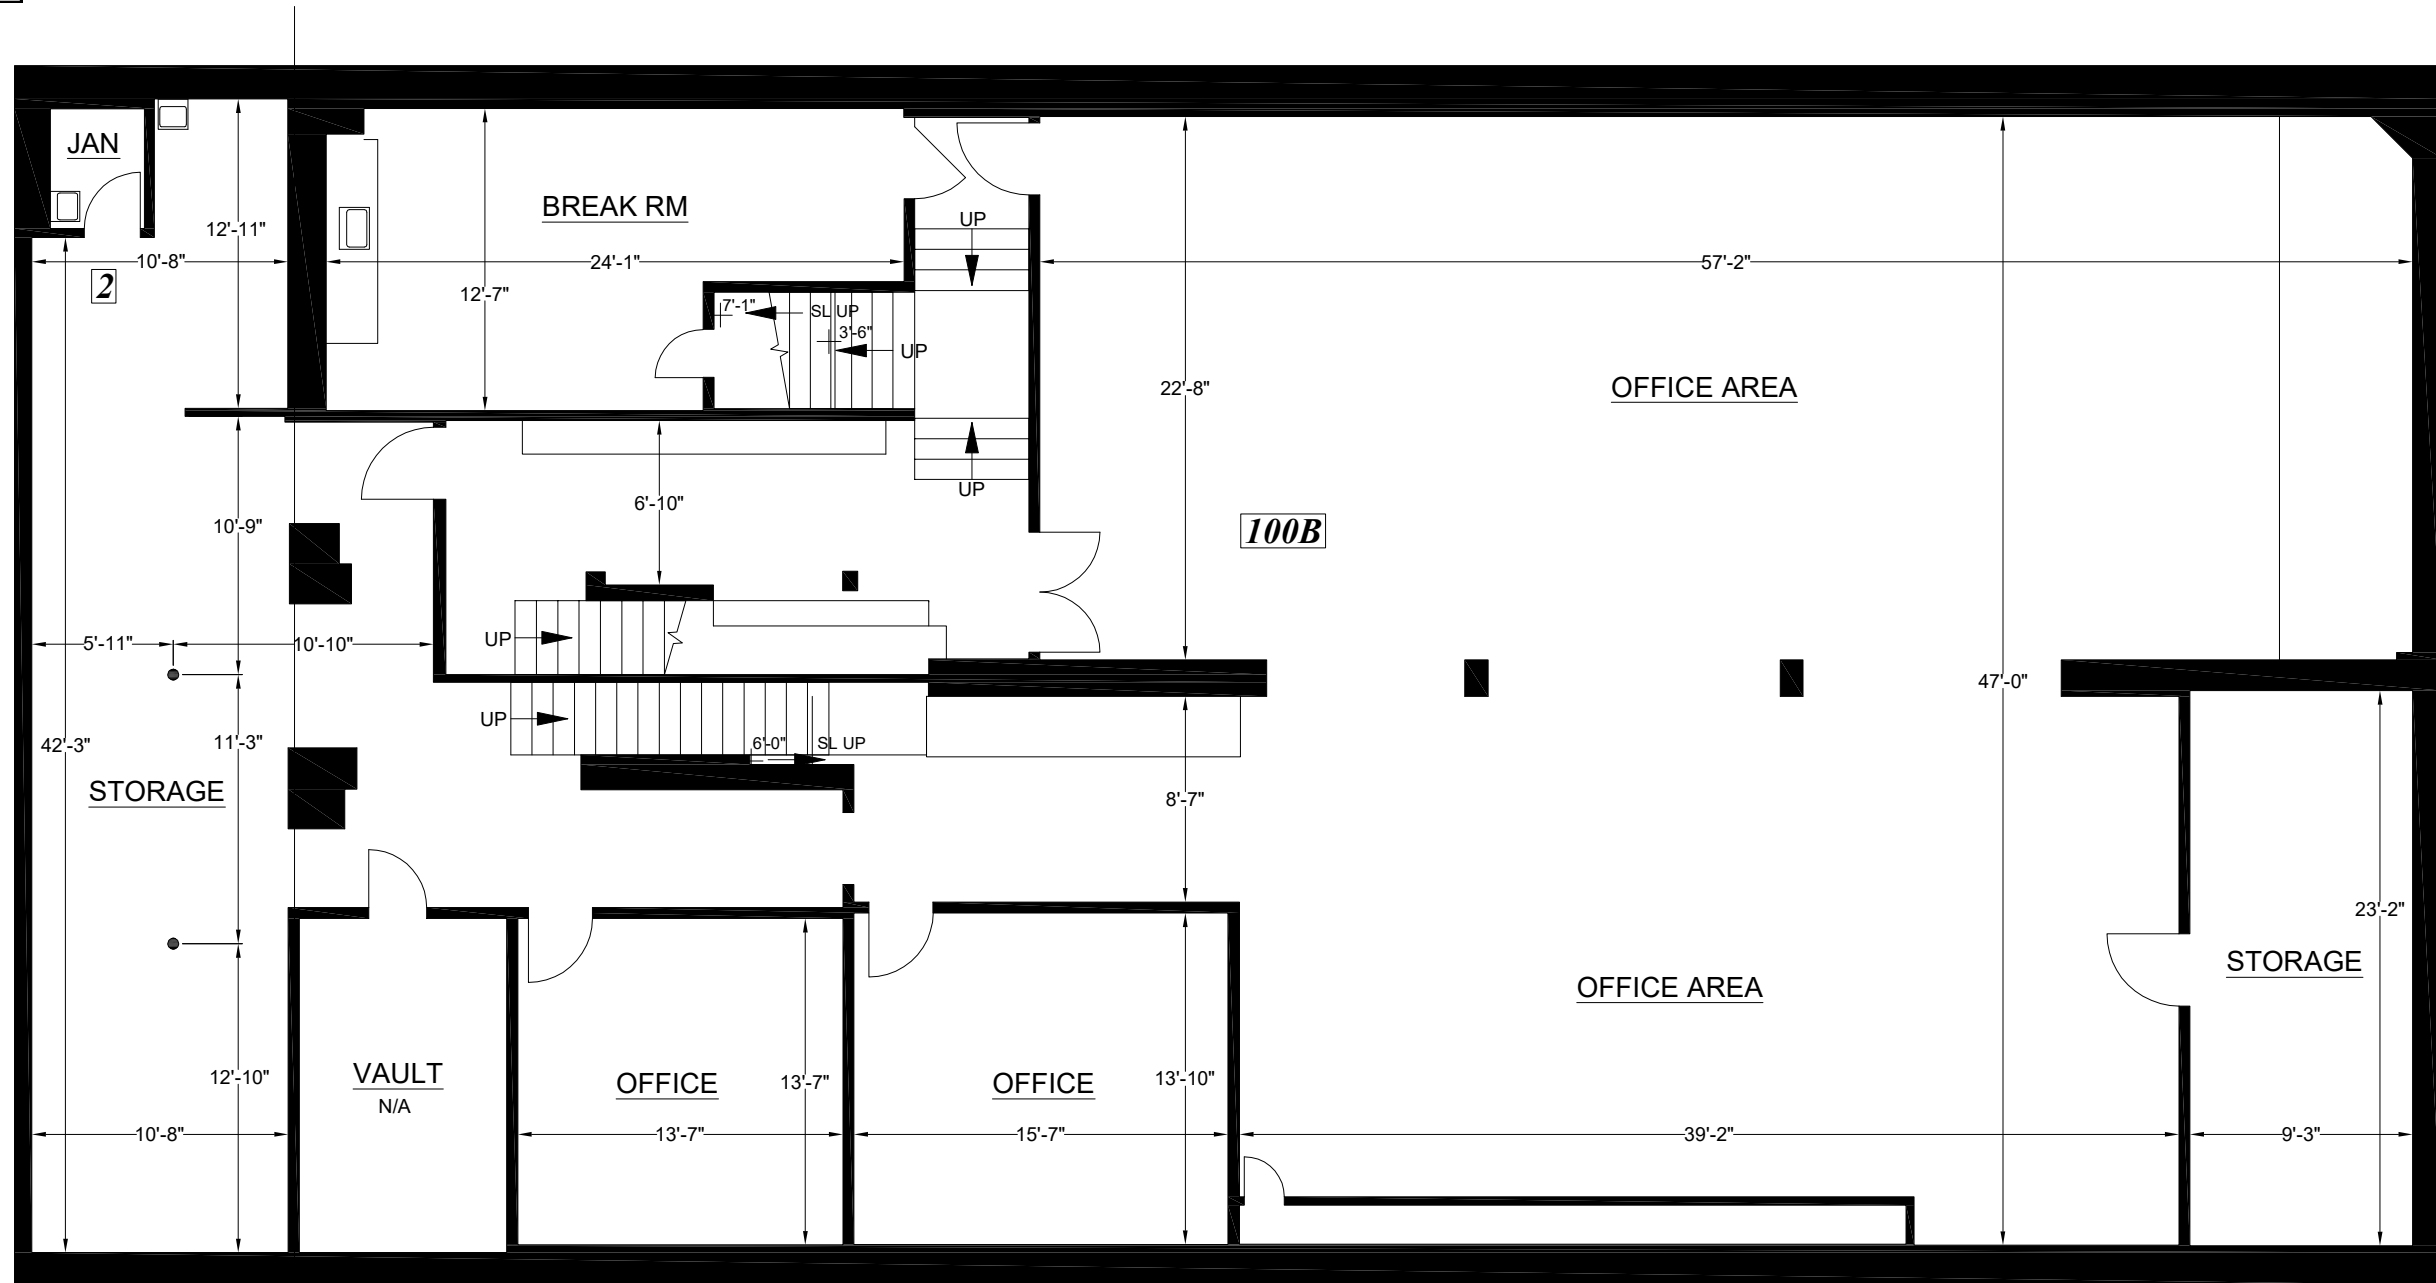 JAN
12'-11"
BREAK RM
UP
10'-8"
24'-1"
57'-2"
2
12'-7"
7'-1"
SL UP
3'-6"
UP
22'-8"
OFFICE AREA
UP
6'-10"
10'-9"
100B
5'-11"
10'-10"
UP
47'-0"
UP
42'-3"
11'-3"
6'-0"
SL UP
STORAGE
8'-7"
23'-2"
STORAGE
OFFICE AREA
12'-10"
VAULT
N/A
OFFICE
13'-7"
OFFICE
13'-10"
10'-8"
13'-7"
15'-7"
39'-2"
9'-3"